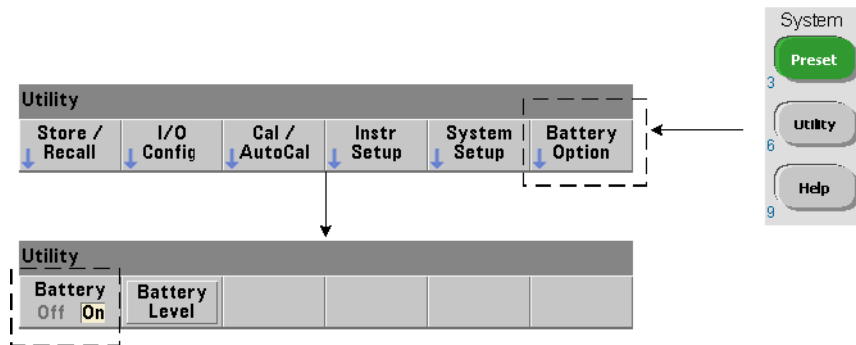 System
Preset
3
Utility
6
Help
9
Utility
Store / Recall
I/O Config
Cal / AutoCal
Instr Setup
System Setup
Battery Option
Utility
Battery
Off On
Battery Level